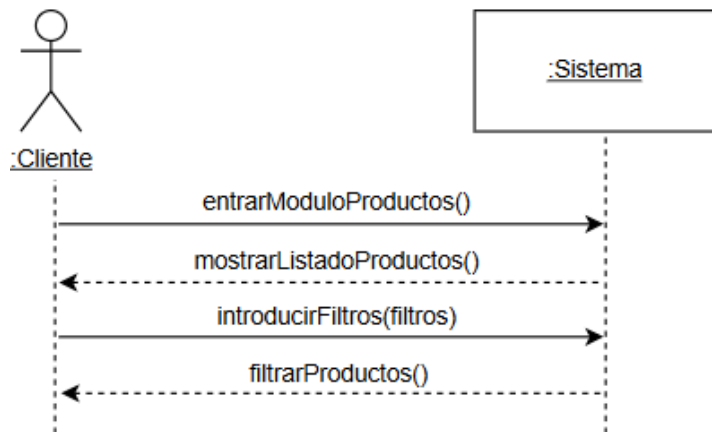 :Sistema
:Cliente
entrarModuloProductos()
mostrarListadoProductos()
introducirFiltros(filtros)
filtrarProductos()